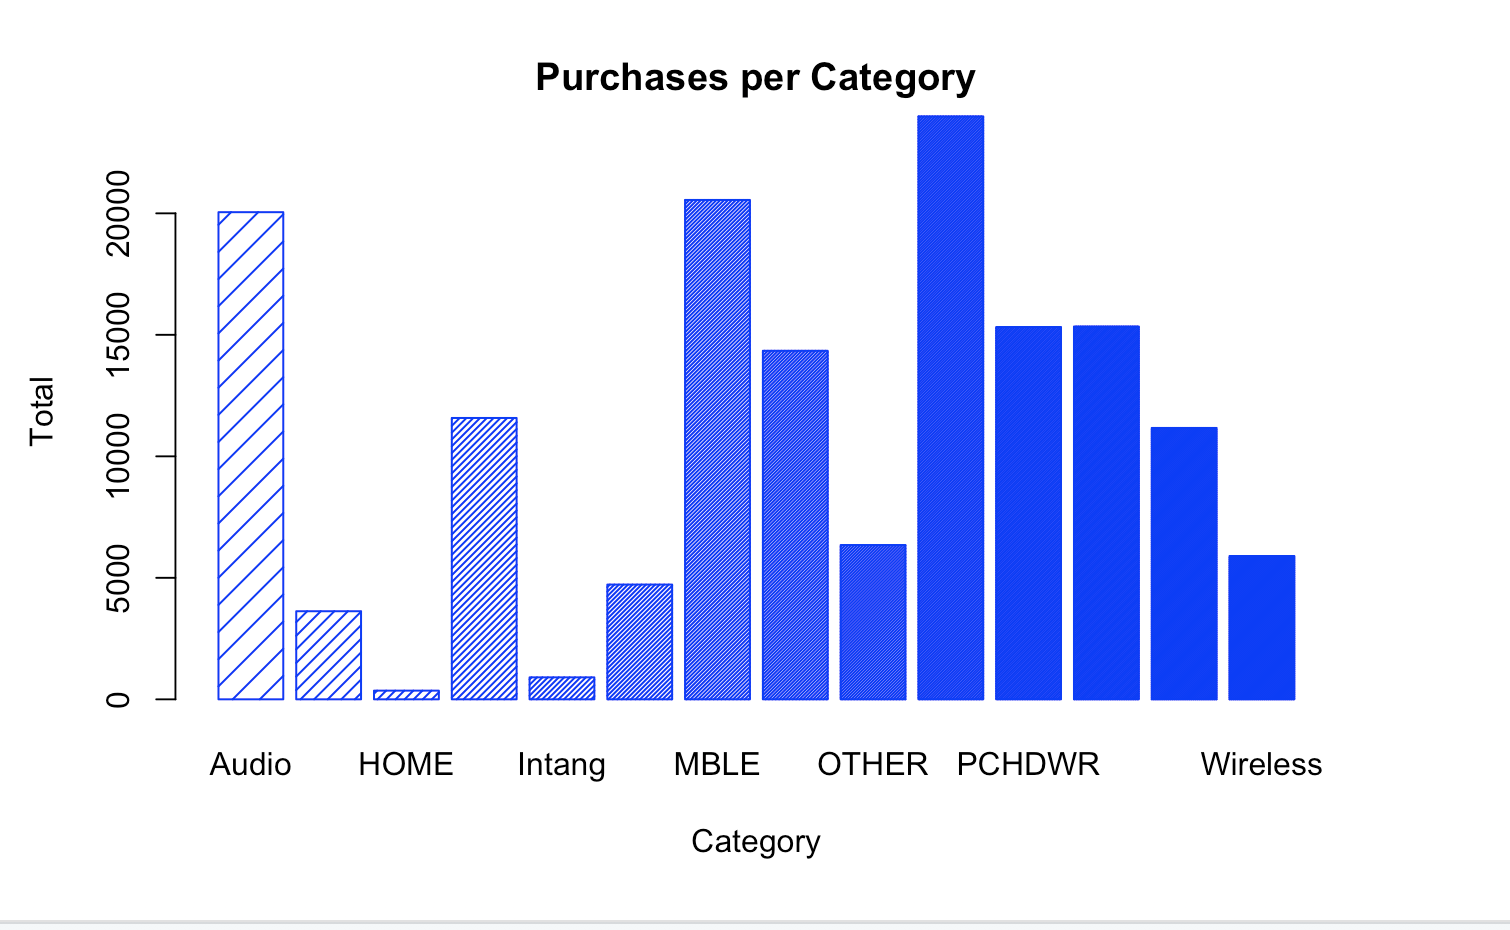 Purchases per Category
Total
20000
15000
10000
5000
0
Audio HOME Intang MBLE OTHER PCHDWR Wireless
Category